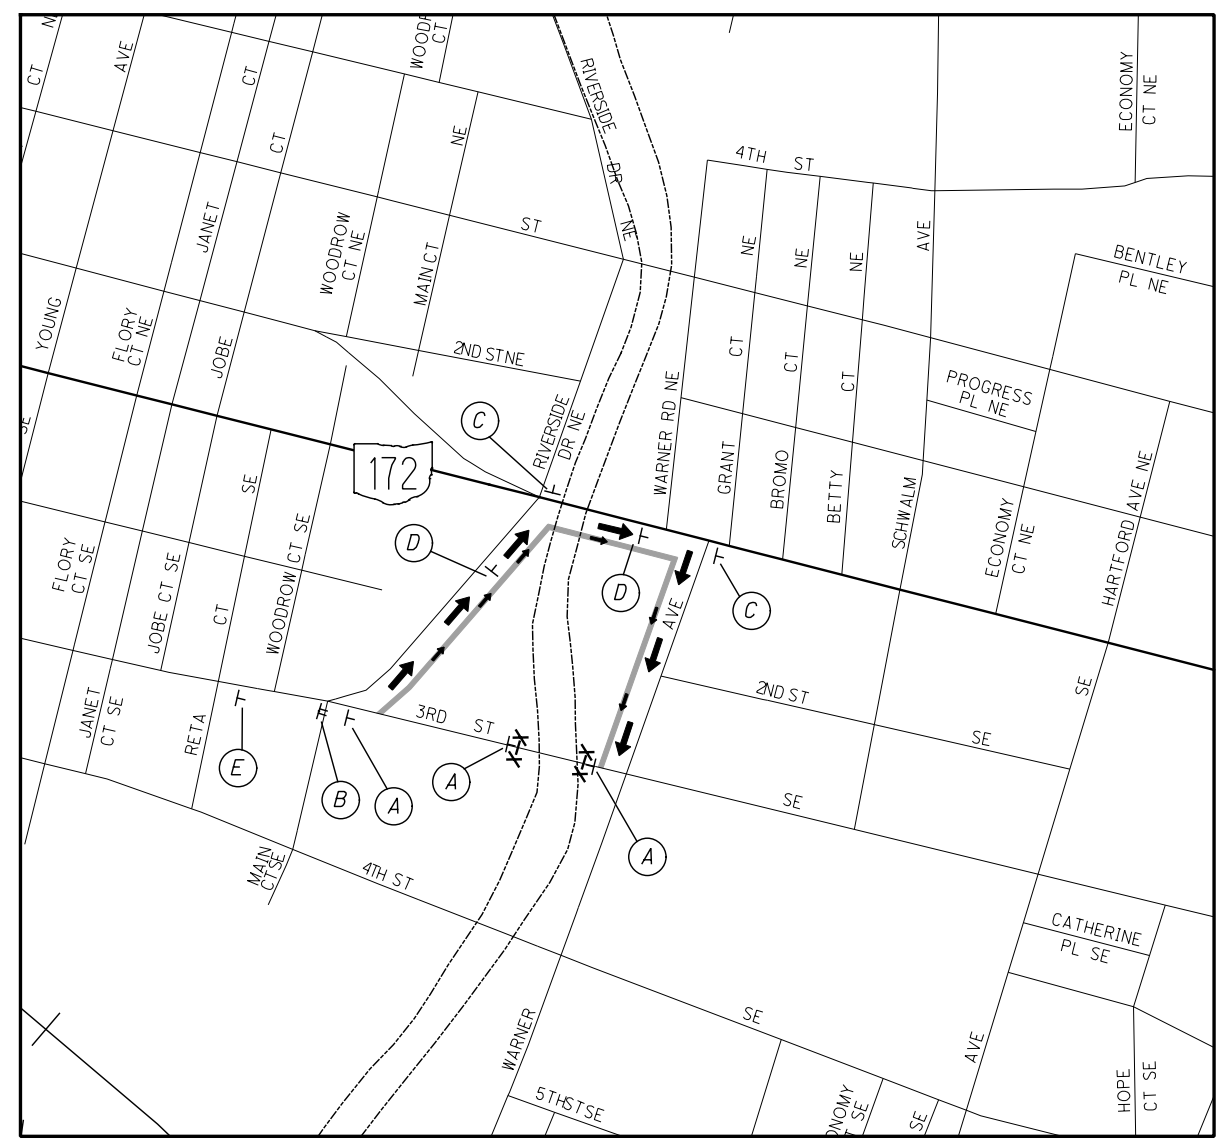 CT
N
AVE
CT
CT
WOODR
CT
NE
RIVERSIDE
DR
NE
ECONOMY
CT NE
4TH ST
JANET
WOODROW
CT NE
MAIN CT
ST
NE
NE
NE
AVE
BENTLEY
PL NE
YOUNG
FLORY
CT NE
JOBE
2ND ST NE
CT
CT
CT
PROGRESS
PL NE
SE
RIVERSIDE
DR NE
WARNER RD NE
GRANT
BROMO
BETTY
SCHWALM
ECONOMY
CT NE
HARTFORD AVE NE
C
172
SE
D
D
C
FLORY
CT SE
JOBE CT SE
CT
WOODROW CT SE
AVE
JANET
CT SE
RETA
3RD ST
2ND ST
SE
SE
E
B
A
A
A
SE
MAIN
CT SE
4TH ST
CATHERINE
PL SE
WARNER
SE
AVE
5TH ST SE
ONOMY
T SE
SE
HOPE
CT SE